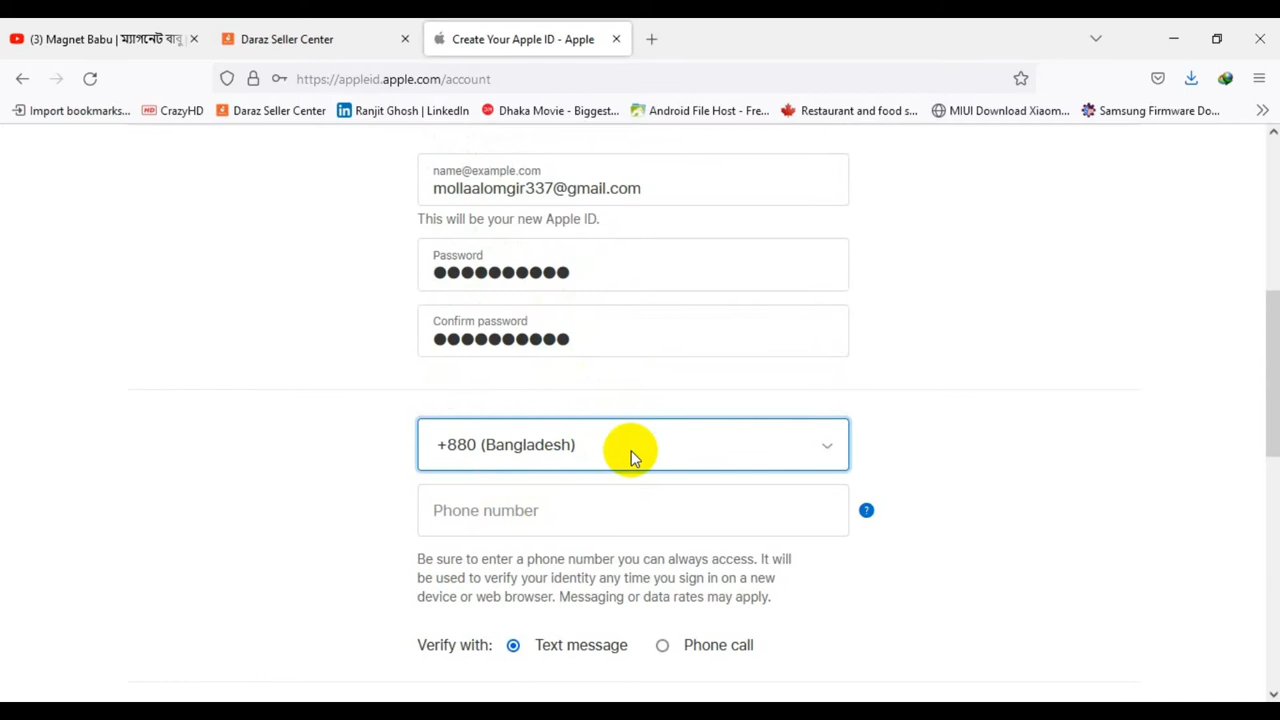 (3) Magnet Babu | ম্যাগনেট বাবু
Daraz Seller Center
Create Your Apple ID - Apple
https://appleid.apple.com/account
Import bookmarks...
HD CrazyHD
Daraz Seller Center
in Ranjit Ghosh | LinkedIn
Dhaka Movie - Biggest...
Android File Host - Fre...
Restaurant and food s...
MIUI Download Xiaom...
Samsung Firmware Do...
name@example.com
mollaalomgir337@gmail.com
This will be your new Apple ID.
Password
●●●●●●●●●●
Confirm password
●●●●●●●●●●
+880 (Bangladesh)
Phone number
?
Be sure to enter a phone number you can always access. It will
be used to verify your identity any time you sign in on a new
device or web browser. Messaging or data rates may apply.
Verify with: Text message Phone call